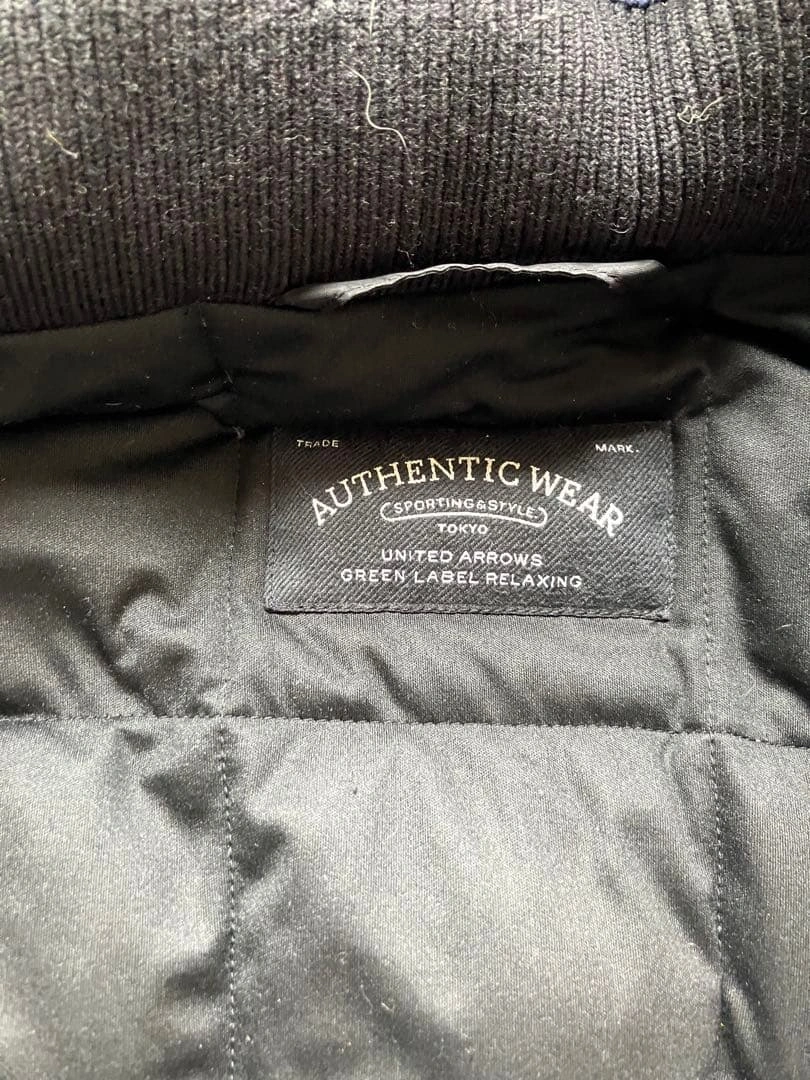 TRADE MARK.
AUTHENTIC WEAR
SPORTING&STYLE
TOKYO
UNITED ARROWS
GREEN LABEL RELAXING